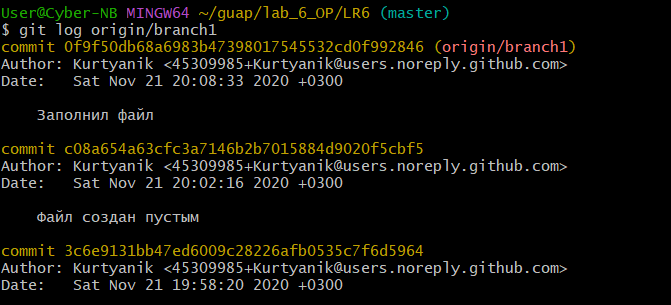 User@Cyber-NB MINGW64 ~/guap/lab_6_OP/LR6 (master)
$ git log origin/branch1
commit 0f9f50db68a6983b47398017545532cd0f992846 (origin/branch1)
Author: Kurtyanik <45309985+Kurtyanik@users.noreply.github.com>
Date:   Sat Nov 21 20:08:33 2020 +0300
Заполнил файл
commit c08a654a63cfc3a7146b2b7015884d9020f5cbf5
Author: Kurtyanik <45309985+Kurtyanik@users.noreply.github.com>
Date:   Sat Nov 21 20:02:16 2020 +0300
Файл создан пустым
commit 3c6e9131bb47ed6009c28226afb0535c7f6d5964
Author: Kurtyanik <45309985+Kurtyanik@users.noreply.github.com>
Date:   Sat Nov 21 19:58:20 2020 +0300